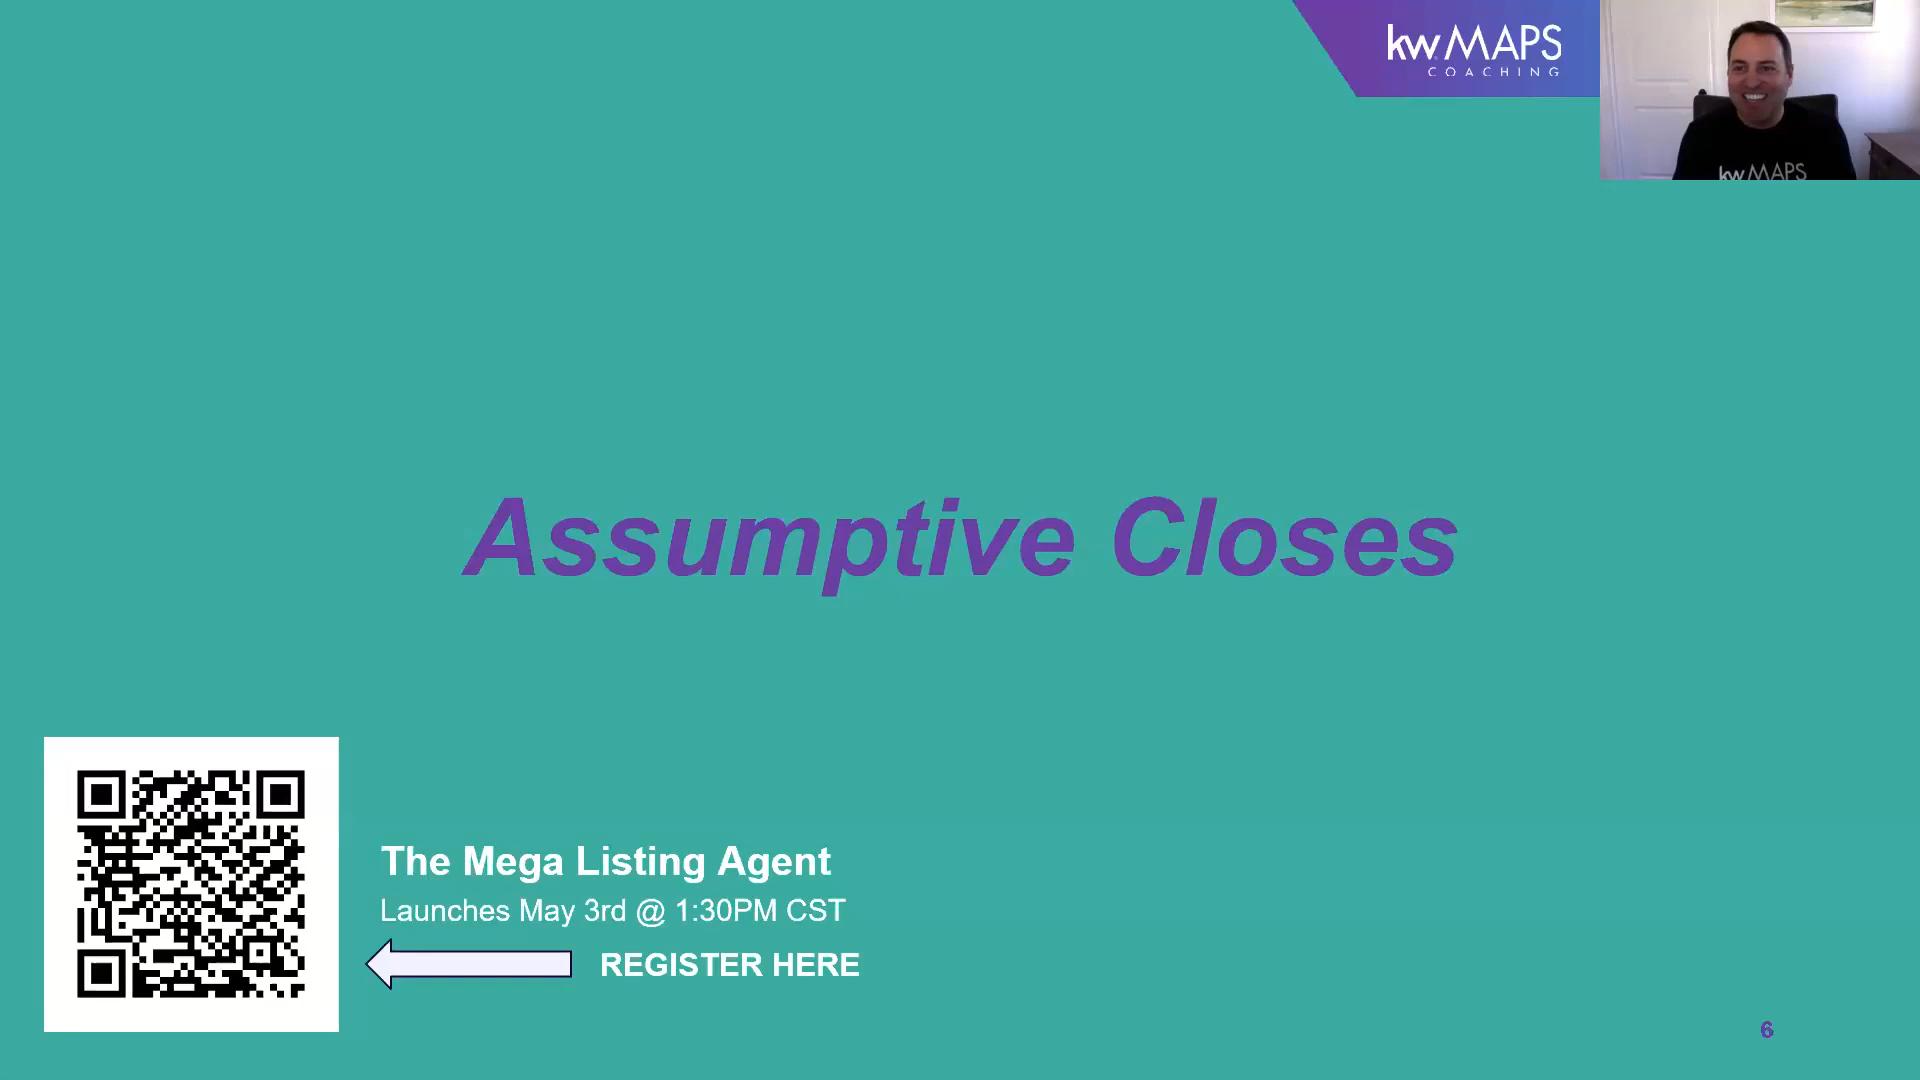 kw MAPS
COACHING
kw MAPS
Assumptive Closes
The Mega Listing Agent
Launches May 3rd @ 1:30PM CST
REGISTER HERE
6